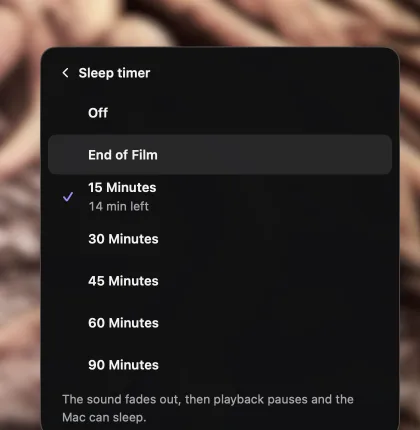 Sleep timer
Off
End of Film
15 Minutes
14 min left
30 Minutes
45 Minutes
60 Minutes
90 Minutes
The sound fades out, then playback pauses and the
Mac can sleep.